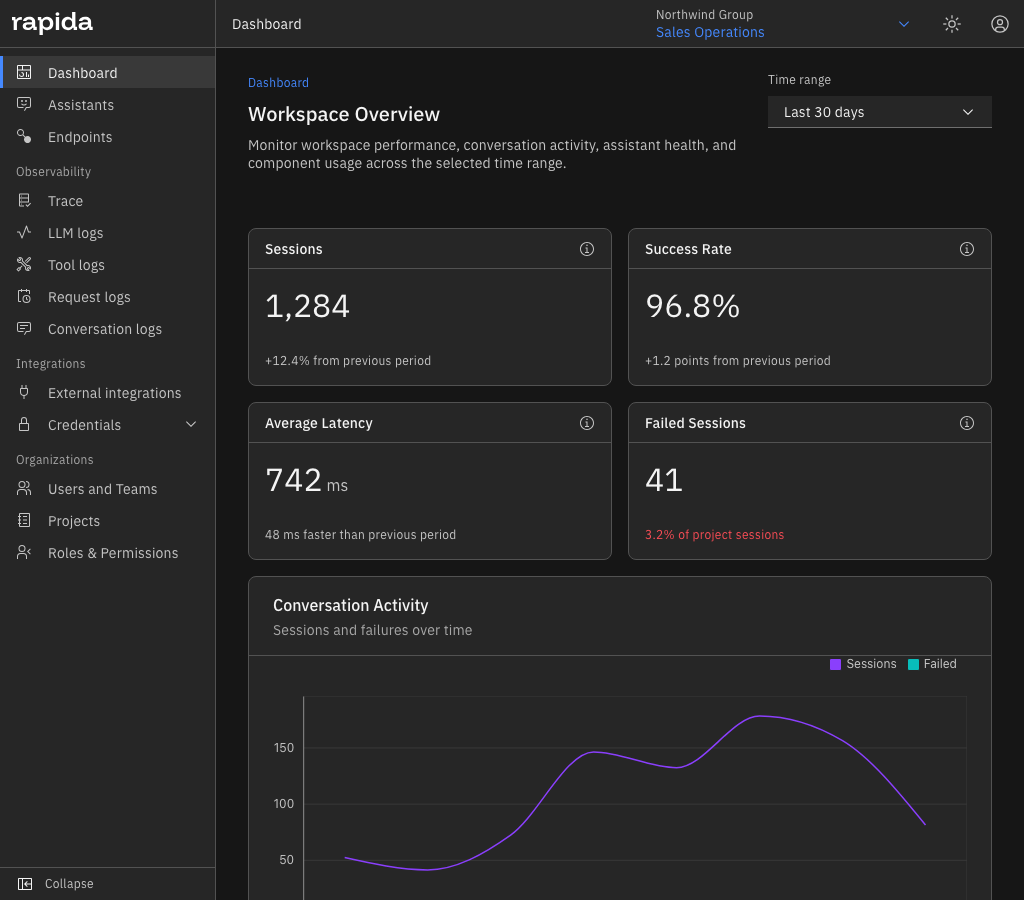 rapida
Dashboard
Northwind Group
Sales Operations
Dashboard
Assistants
Endpoints
Observability
Trace
LLM logs
Tool logs
Request logs
Conversation logs
Integrations
External integrations
Credentials
Organizations
Users and Teams
Projects
Roles & Permissions
Collapse
Dashboard
Workspace Overview
Monitor workspace performance, conversation activity, assistant health, and
component usage across the selected time range.
Time range
Last 30 days
Sessions
1,284
+12.4% from previous period
Success Rate
96.8%
+1.2 points from previous period
Average Latency
742 ms
48 ms faster than previous period
Failed Sessions
41
3.2% of project sessions
Conversation Activity
Sessions and failures over time
Sessions Failed
150
100
50